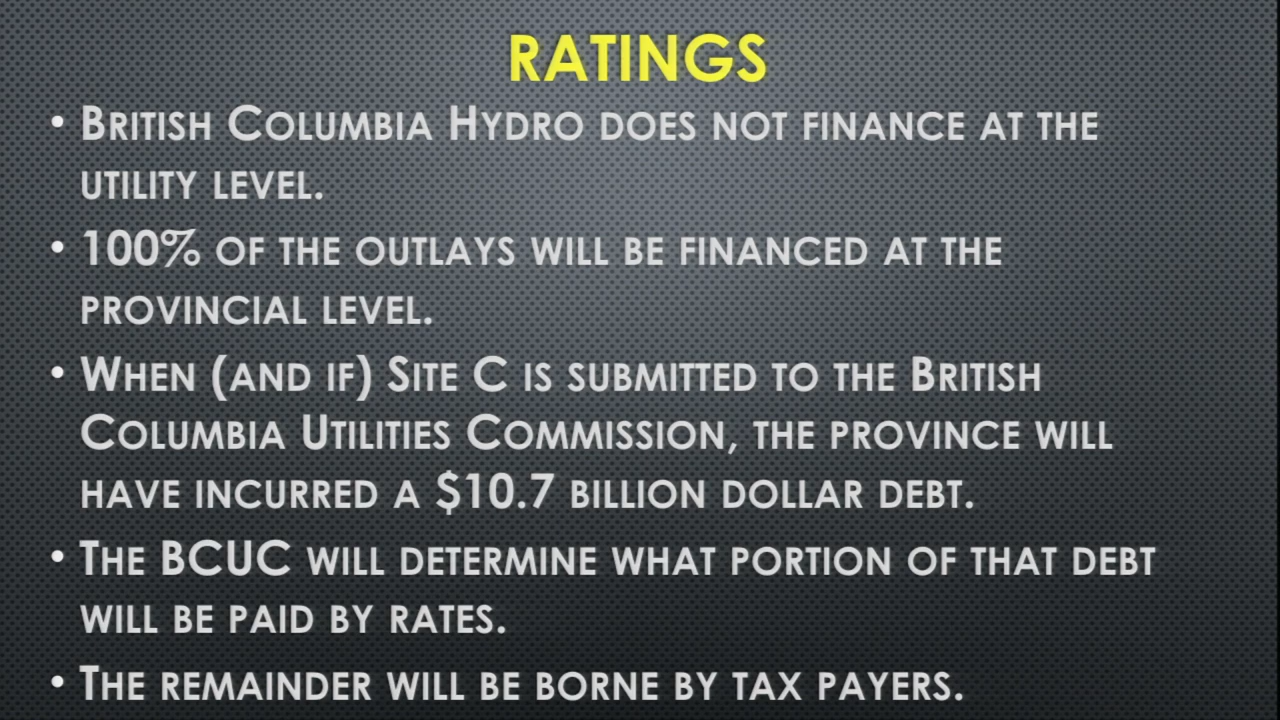 RATINGS
• BRITISH COLUMBIA HYDRO DOES NOT FINANCE AT THE
UTILITY LEVEL.
• 100% OF THE OUTLAYS WILL BE FINANCED AT THE
PROVINCIAL LEVEL.
• WHEN (AND IF) SITE C IS SUBMITTED TO THE BRITISH
COLUMBIA UTILITIES COMMISSION, THE PROVINCE WILL
HAVE INCURRED A $10.7 BILLION DOLLAR DEBT.
• THE BCUC WILL DETERMINE WHAT PORTION OF THAT DEBT
WILL BE PAID BY RATES.
• THE REMAINDER WILL BE BORNE BY TAX PAYERS.